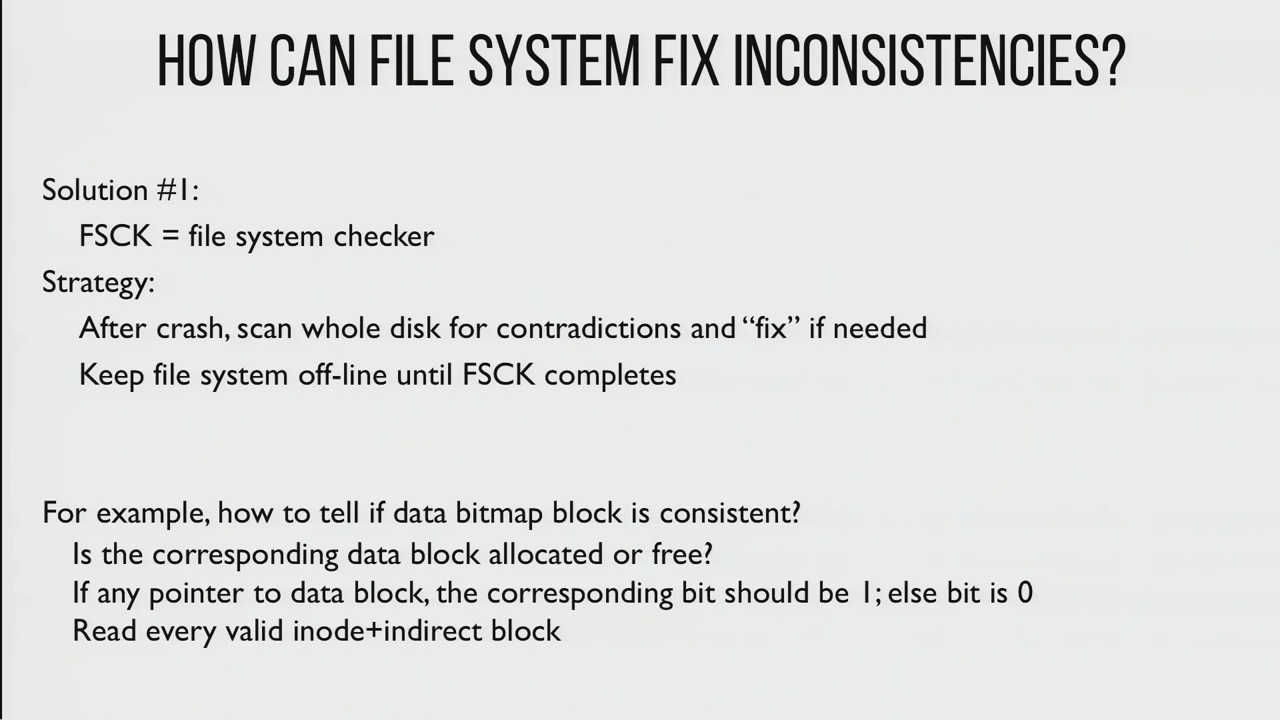 HOW CAN FILE SYSTEM FIX INCONSISTENCIES?
Solution #1:
FSCK = file system checker
Strategy:
After crash, scan whole disk for contradictions and “fix” if needed
Keep file system off-line until FSCK completes
For example, how to tell if data bitmap block is consistent?
Is the corresponding data block allocated or free?
If any pointer to data block, the corresponding bit should be 1; else bit is 0
Read every valid inode+indirect block